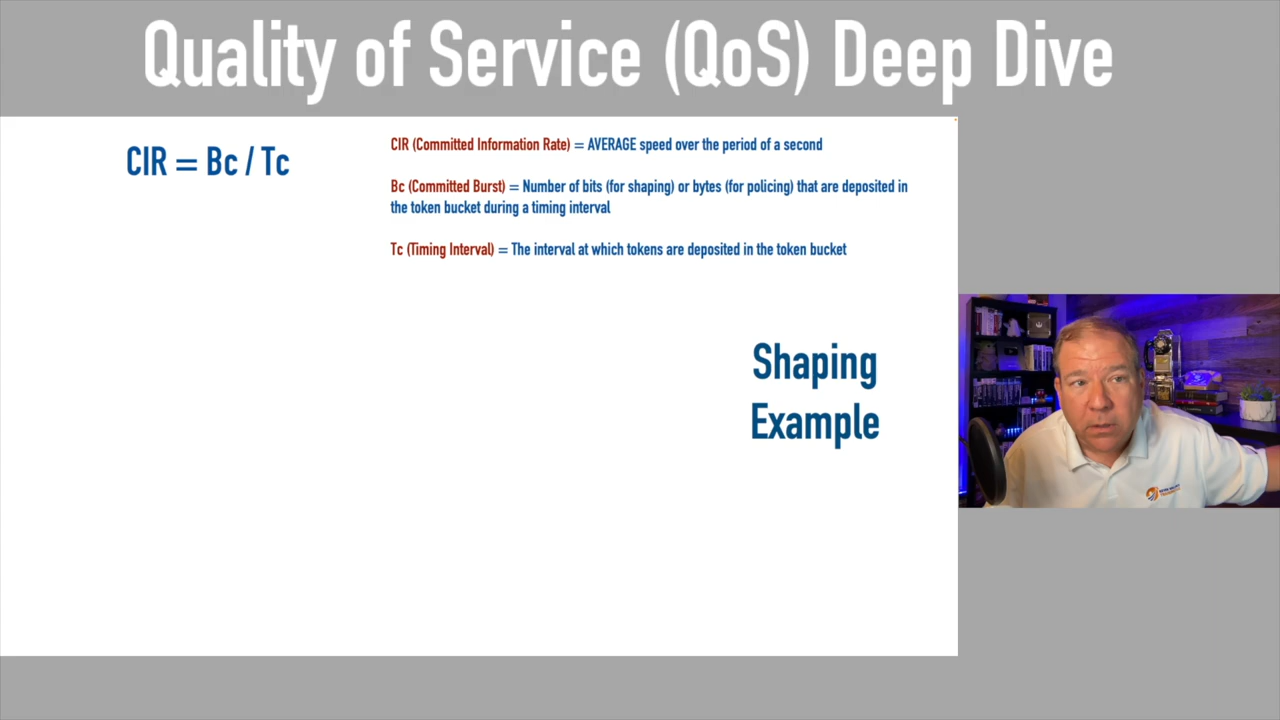 Quality of Service (QoS) Deep Dive
CIR = Bc / Tc
CIR (Committed Information Rate) = AVERAGE speed over the period of a second
Bc (Committed Burst) = Number of bits (for shaping) or bytes (for policing) that are deposited in
the token bucket during a timing interval
Tc (Timing Interval) = The interval at which tokens are deposited in the token bucket
Shaping
Example